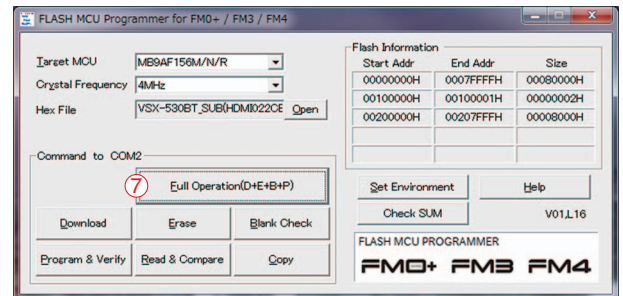 FLASH MCU Programmer for FM0+ / FM3 / FM4
Target MCU
MB9AF156M/N/R
Crystal Frequency
4MHz
Hex File
VSX-530BT_SUB(HDMI022CE
Open
Flash Information
Start Addr End Addr Size
00000000H 0007FFFFH 00080000H
00100000H 00100001H 00000002H
00200000H 00207FFFH 00008000H
Command to COM2
7
Full Operation(D+E+B+P)
Download Erase Blank Check
Program & Verify Read & Compare Copy
Set Environment Help
Check SUM V01,L16
FLASH MCU PROGRAMMER
FM0+ FM3 FM4